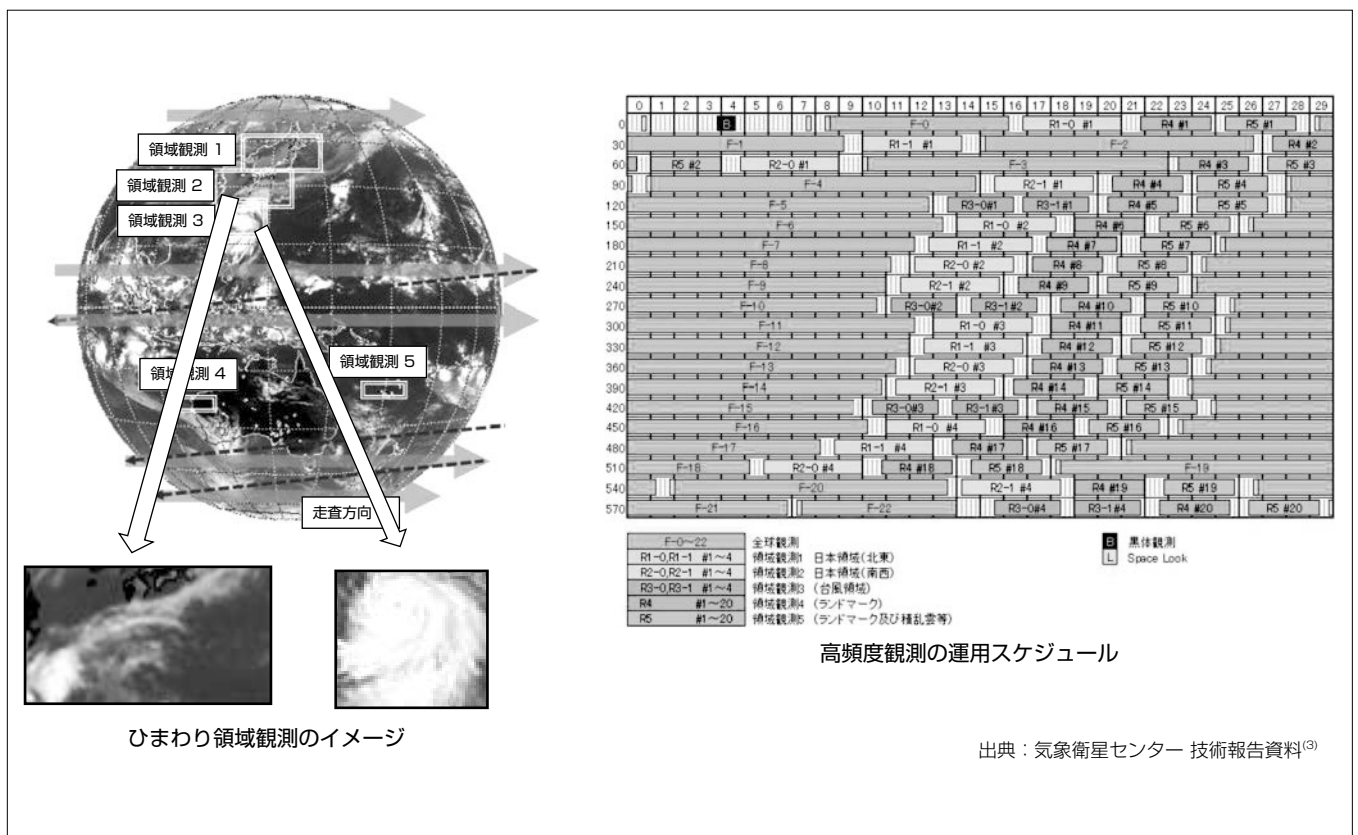 領域観測 1
領域観測 2
領域観測 3
領域観測 4
領域観測 5
走査方向
ひまわり領域観測のイメージ
0 1 2 3 4 5 6 7 8 9 10 11 12 13 14 15 16 17 18 19 20 21 22 23 24 25 26 27 28 29
0 B F-0 R1-0 #1 R4 #1 R5 #1
30 F-1 R1-1 #1 F-2 R4 #2
60 R5 #2 R2-0 #1 F-3 R4 #3 R5 #3
90 F-4 R2-1 #1 R4 #4 R5 #4
120 F-5 R3-0#1 R3-1#1 R4 #5 R5 #5
150 F-6 R1-0 #2 R4 #6 R5 #6
180 F-7 R1-1 #2 R4 #7 R5 #7
210 F-8 R2-0 #2 R4 #8 R5 #8
240 F-9 R2-1 #2 R4 #9 R5 #9
270 F-10 R3-0#2 R3-1#2 R4 #10 R5 #10
300 F-11 R1-0 #3 R4 #11 R5 #11
330 F-12 R1-1 #3 R4 #12 R5 #12
360 F-13 R2-0 #3 R4 #13 R5 #13
390 F-14 R2-1 #3 R4 #14 R5 #14
420 F-15 R3-0#3 R3-1#3 R4 #15 R5 #15
450 F-16 R1-0 #4 R4 #16 R5 #16
480 F-17 R1-1 #4 R4 #17 R5 #17
510 F-18 R2-0 #4 R4 #18 R5 #18 F-19
540 F-20 R2-1 #4 R4 #19 R5 #19
570 F-21 F-22 R3-0#4 R3-1#4 R4 #20 R5 #20
F-0～22 全球観測
R1-0,R1-1 #1～4 領域観測1 日本領域(北東)
R2-0,R2-1 #1～4 領域観測2 日本領域(南西)
R3-0,R3-1 #1～4 領域観測3 (台風領域)
R4 #1～20 領域観測4 (ランドマーク)
R5 #1～20 領域観測5 (ランドマーク及び積乱雲等)
B 黒体観測
L Space Look
高頻度観測の運用スケジュール
出典：気象衛星センター 技術報告資料(3)